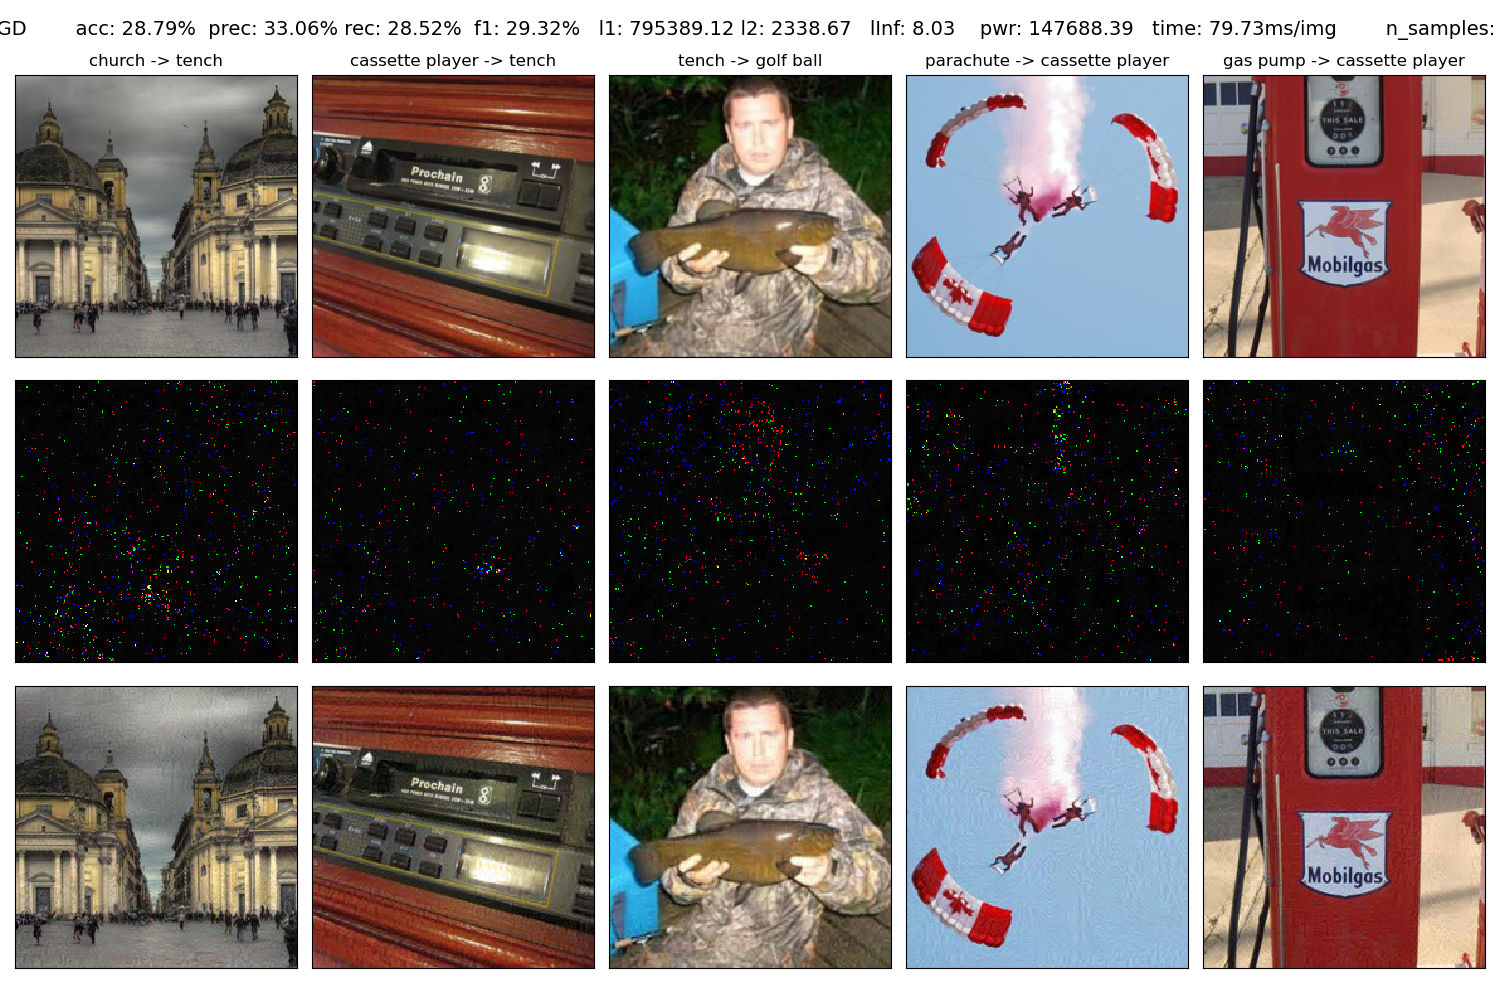 GD acc: 28.79% prec: 33.06% rec: 28.52% f1: 29.32% l1: 795389.12 l2: 2338.67 lInf: 8.03 pwr: 147688.39 time: 79.73ms/img n_samples:
church -> tench
cassette player -> tench
tench -> golf ball
parachute -> cassette player
gas pump -> cassette player
Prochain
THIS SALE
Mobilgas
Prochain
THIS SALE
Mobilgas